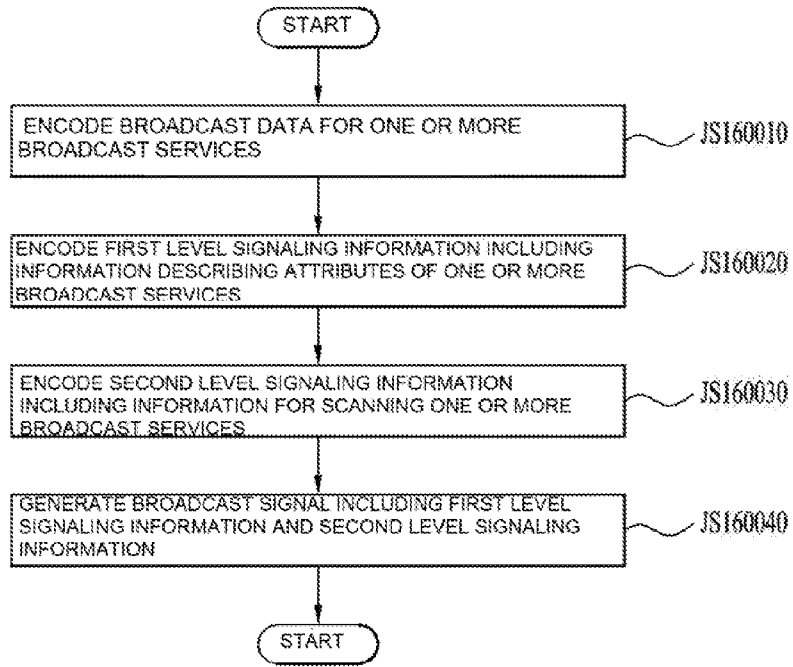 START
ENCODE BROADCAST DATA FOR ONE OR MORE
BROADCAST SERVICES
JS160010
ENCODE FIRST LEVEL SIGNALING INFORMATION INCLUDING
INFORMATION DESCRIBING ATTRIBUTES OF ONE OR MORE
BROADCAST SERVICES
JS160020
ENCODE SECOND LEVEL SIGNALING INFORMATION
INCLUDING INFORMATION FOR SCANNING ONE OR MORE
BROADCAST SERVICES
JS160030
GENERATE BROADCAST SIGNAL INCLUDING FIRST LEVEL
SIGNALING INFORMATION AND SECOND LEVEL SIGNALING
INFORMATION
JS160040
START